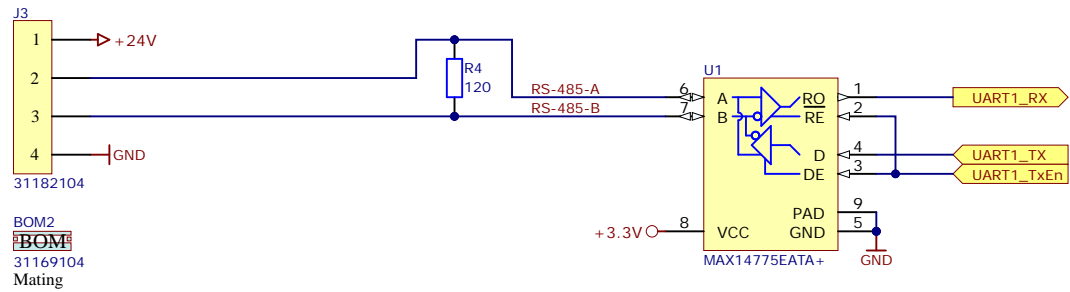 J3
1
+24V
2
3
4
GND
31182104
R4
120
RS-485-A
RS-485-B
U1
6
A
RO
1
UART1_RX
7
B
RE
2
D
4
UART1_TX
DE
3
UART1_TxEn
PAD
9
+3.3V
8
VCC
GND
5
MAX14775EATA+
GND
BOM2
BOM
31169104
Mating